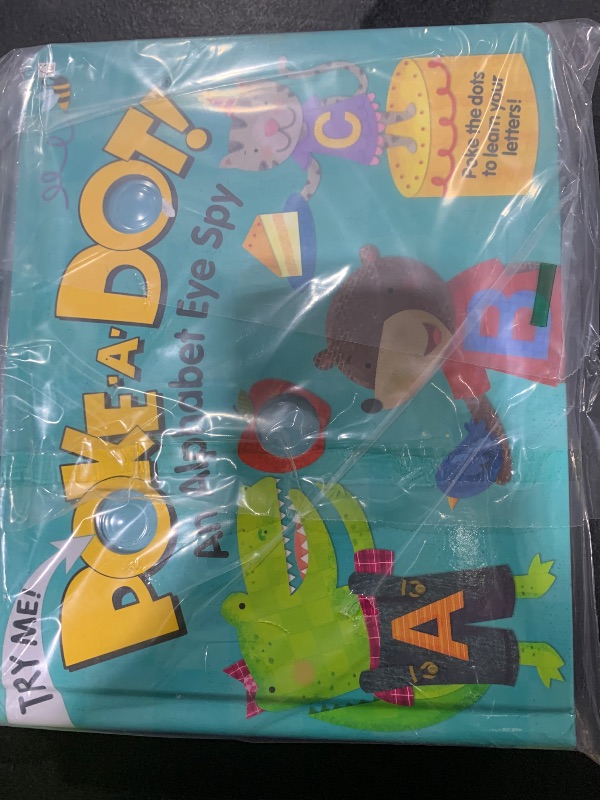 TRY ME!
POKE-A-DOT!
An Alphabet Eye Spy
A
B
C
Poke the dots
to learn your
letters!